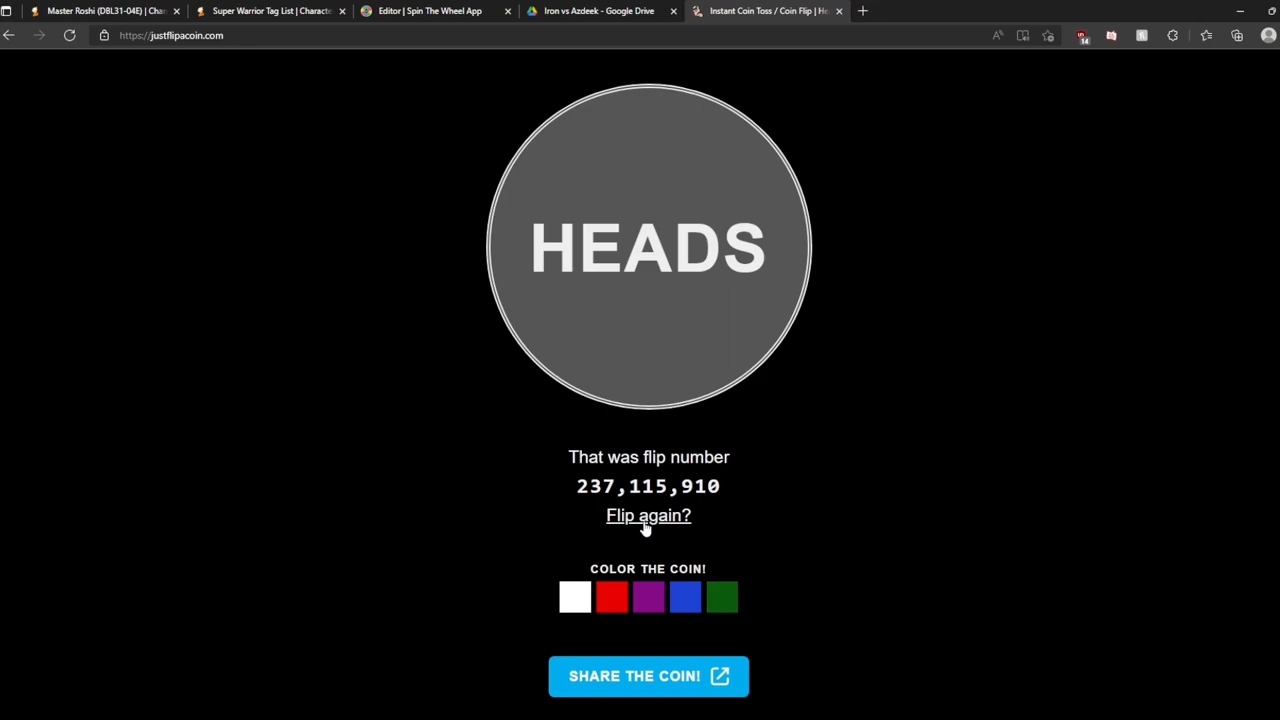 Master Roshi (DBL31-04E) | Char
Super Warrior Tag List | Characte
Editor | Spin The Wheel App
Iron vs Azdeek - Google Drive
Instant Coin Toss / Coin Flip | He
https://justflipacoin.com
14
HEADS
That was flip number
237,115,910
Flip again?
COLOR THE COIN!
SHARE THE COIN!